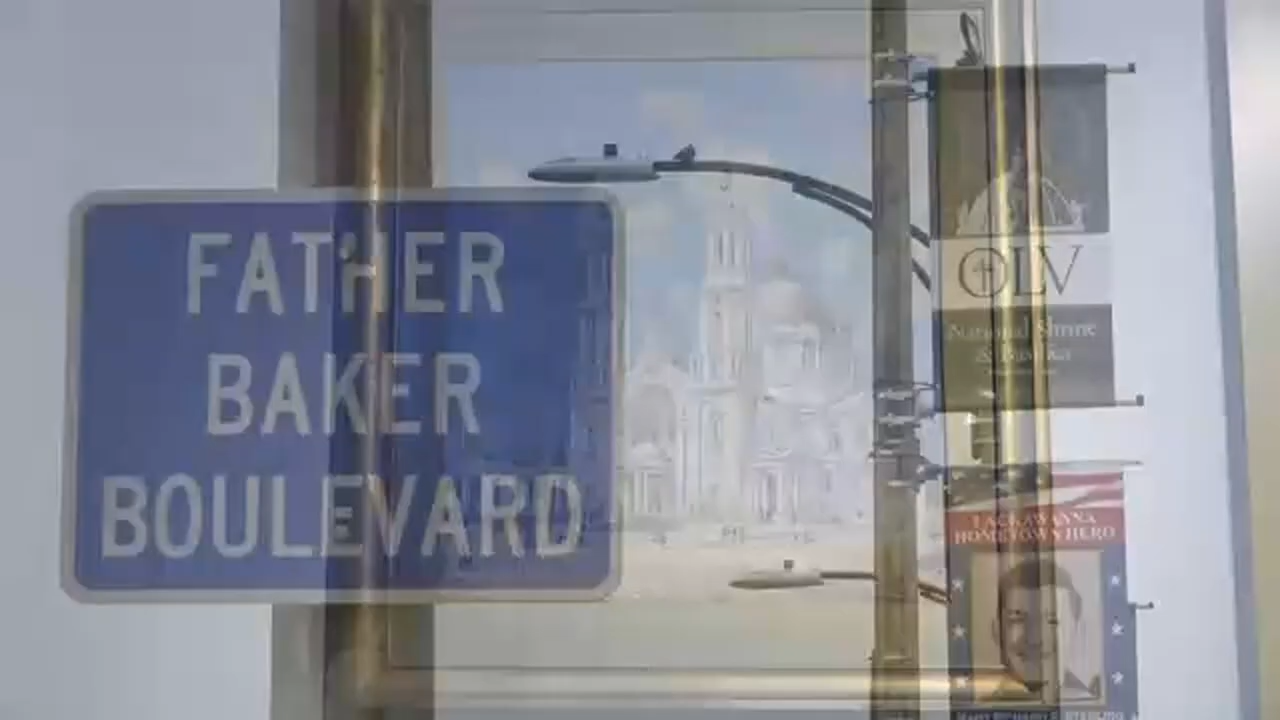 FATHER
BAKER
BOULEVARD
OLV
National Shrine
& Basilica
LACKAWANNA
HOMETOWN HERO